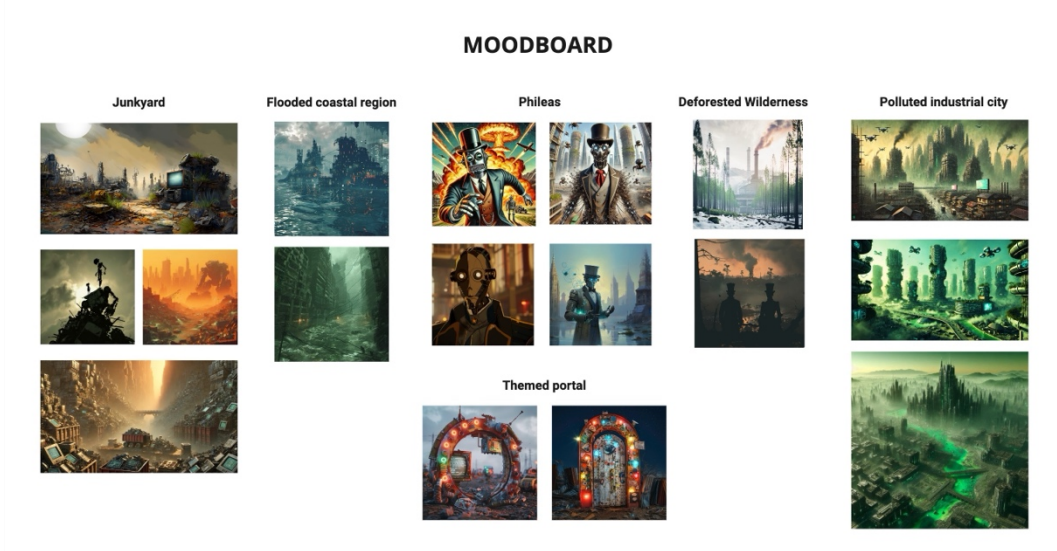 MOODBOARD
Junkyard
Flooded coastal region
Phileas
Deforested Wilderness
Polluted industrial city
Themed portal